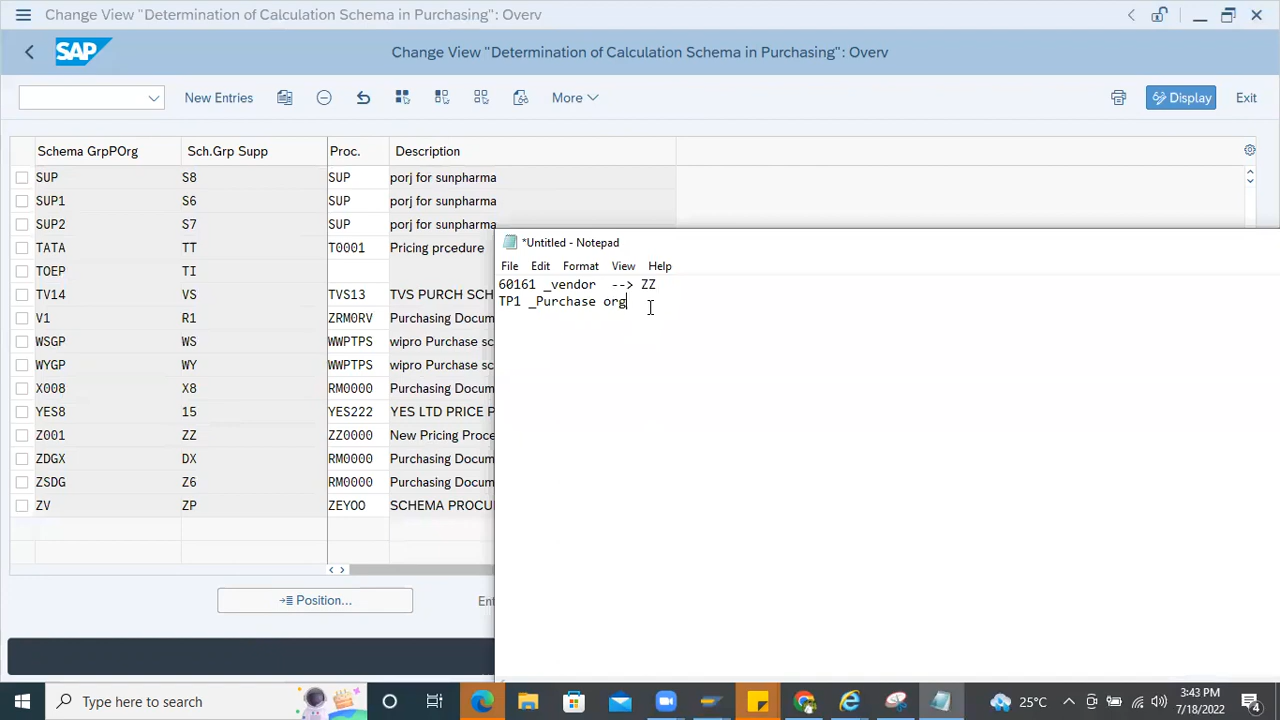 Change View "Determination of Calculation Schema in Purchasing": Overv
SAP
Change View "Determination of Calculation Schema in Purchasing": Overv
New Entries
More
Display
Exit
Schema GrpPOrg Sch.Grp Supp Proc. Description
SUP S8 SUP porj for sunpharma
SUP1 S6 SUP porj for sunpharma
SUP2 S7 SUP porj for sunpharma
TATA TT T0001 Pricing prcedure
TOEP TI
TV14 VS TVS13 TVS PURCH SCH
V1 R1 ZRM0RV Purchasing Docum
WSGP WS WWPTPS wipro Purchase sc
WYGP WY WWPTPS wipro Purchase sc
X008 X8 RM0000 Purchasing Docum
YES8 15 YES222 YES LTD PRICE P
Z001 ZZ ZZ0000 New Pricing Proce
ZDGX DX RM0000 Purchasing Docum
ZSDG Z6 RM0000 Purchasing Docum
ZV ZP ZEYOO SCHEMA PROCU
Position...
Ent
*Untitled - Notepad
File Edit Format View Help
60161 _vendor --> ZZ
TP1 _Purchase org
Type here to search
25°C
3:43 PM
7/18/2022
4